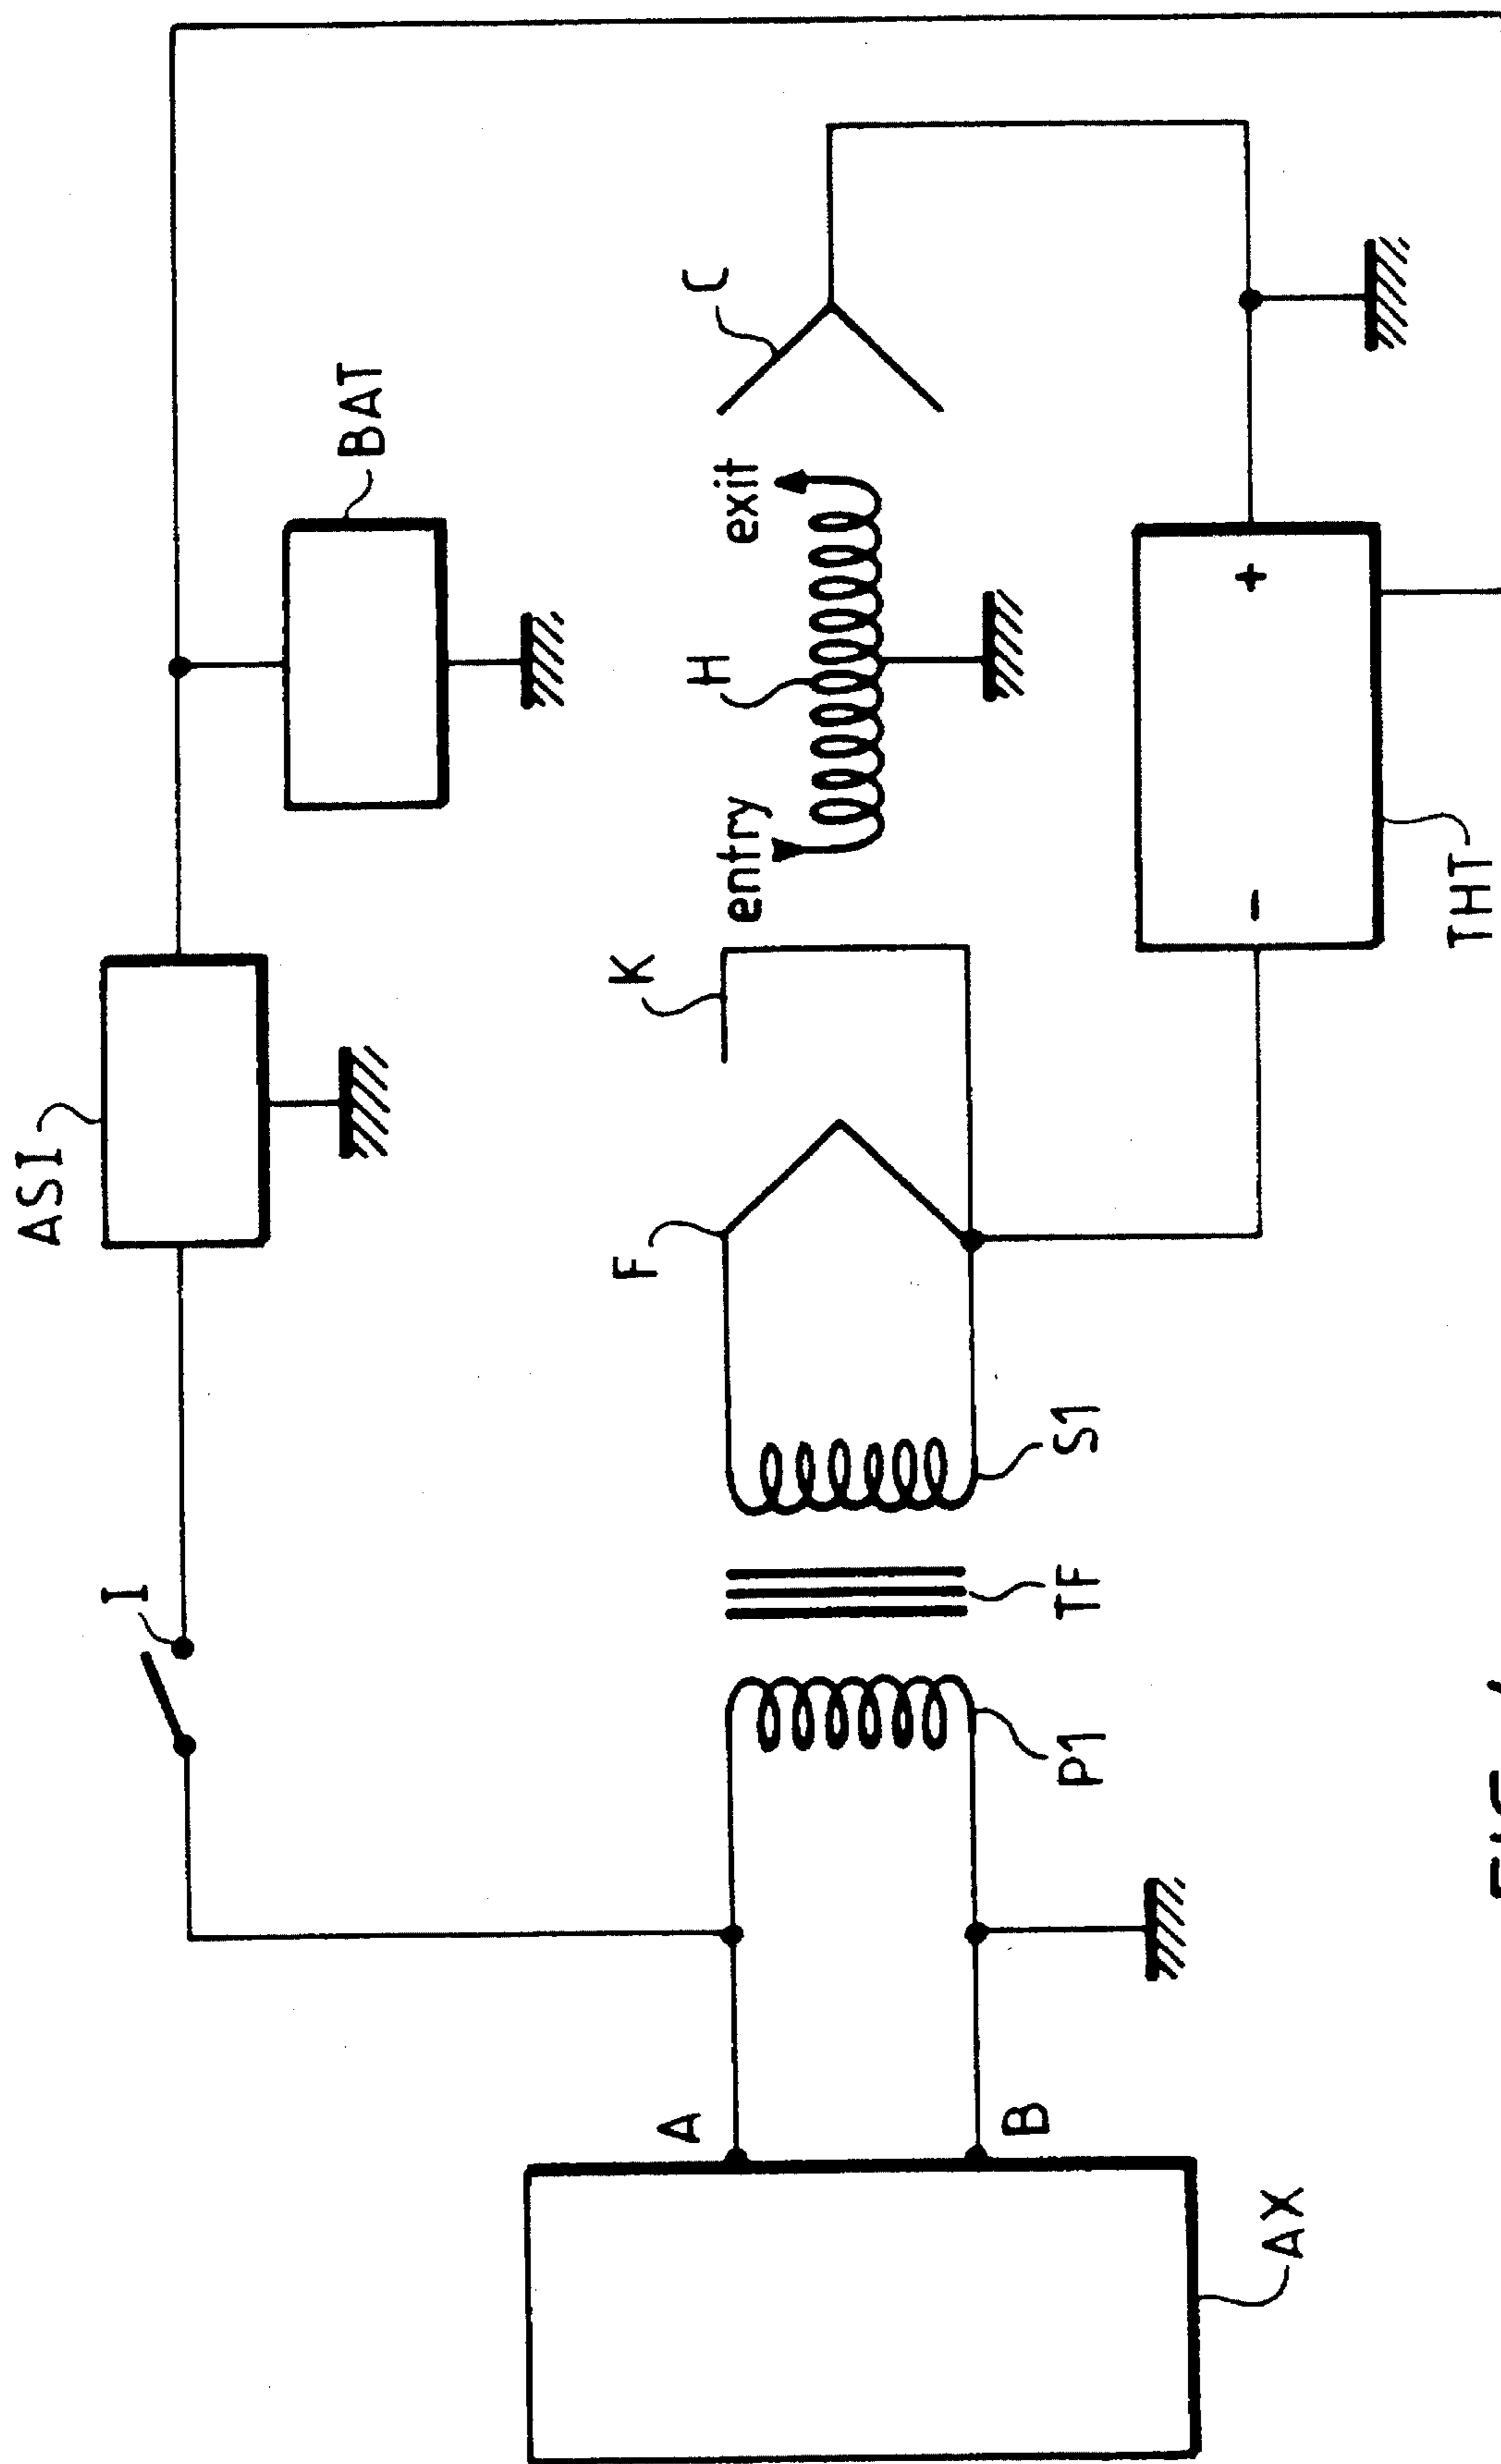 ASI
I
BAT
K
H
C
entry
exit
F
A
B
P1
TF
S1
AX
-
+
THT